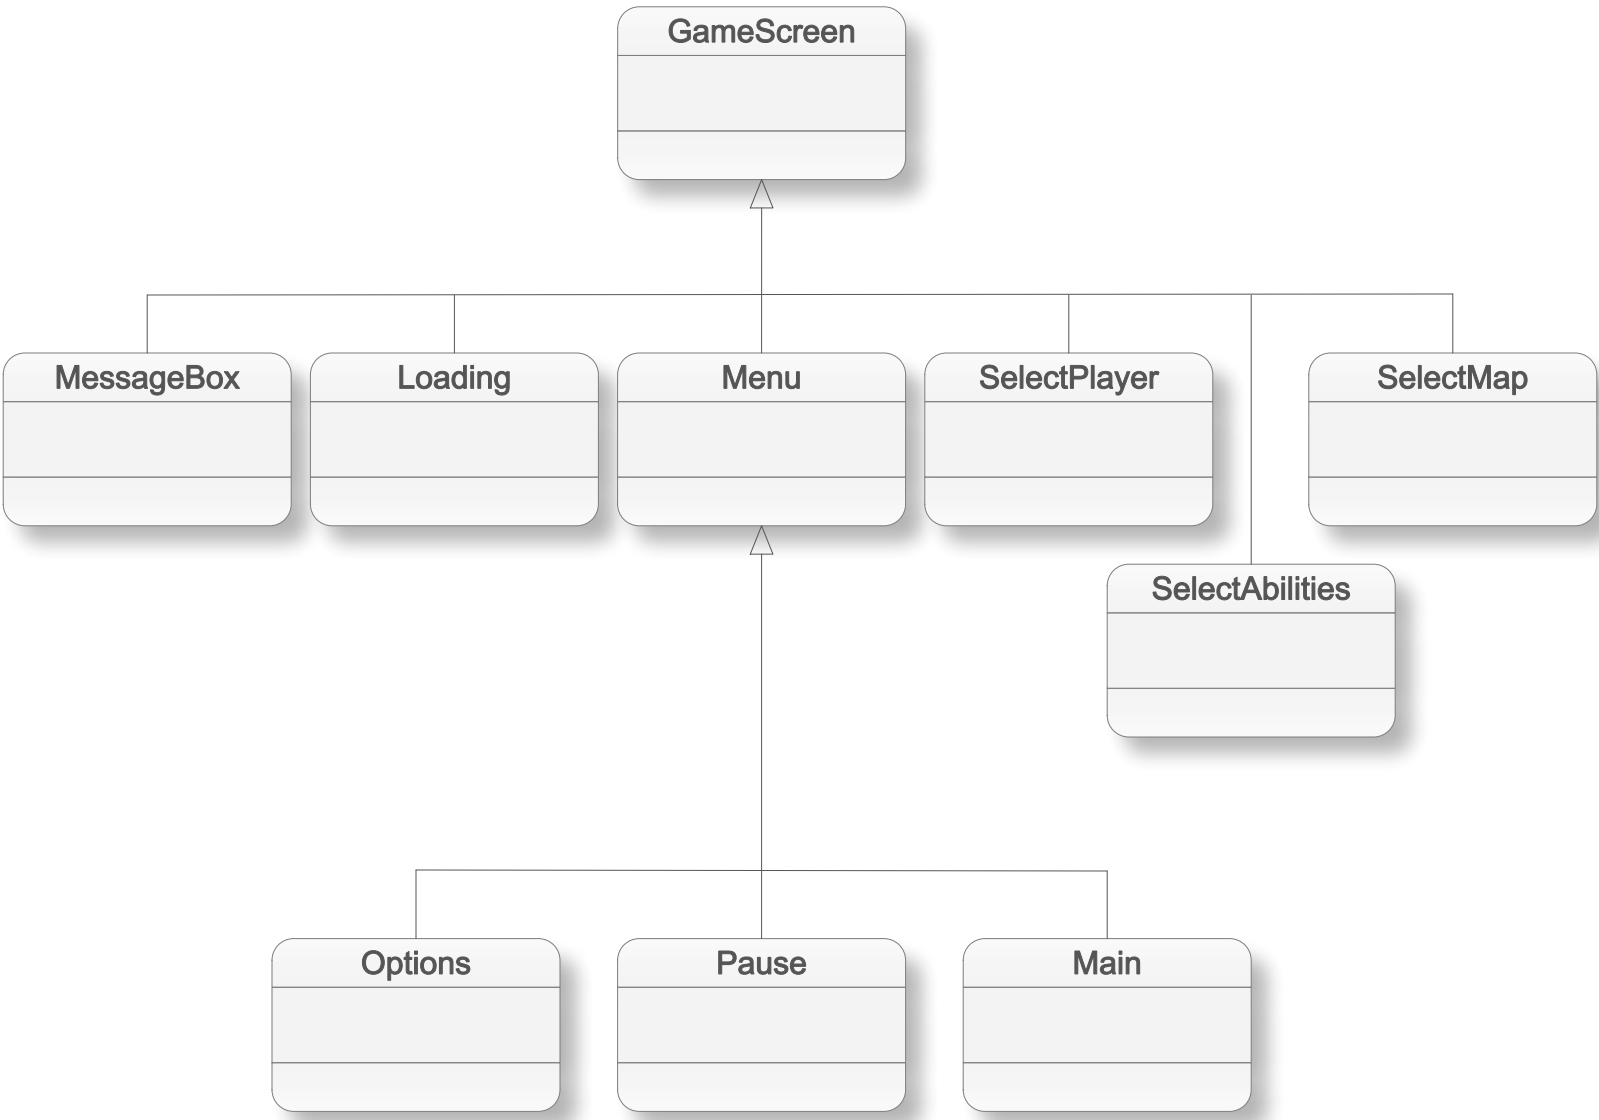 GameScreen
MessageBox
Loading
Menu
SelectPlayer
SelectMap
SelectAbilities
Options
Pause
Main